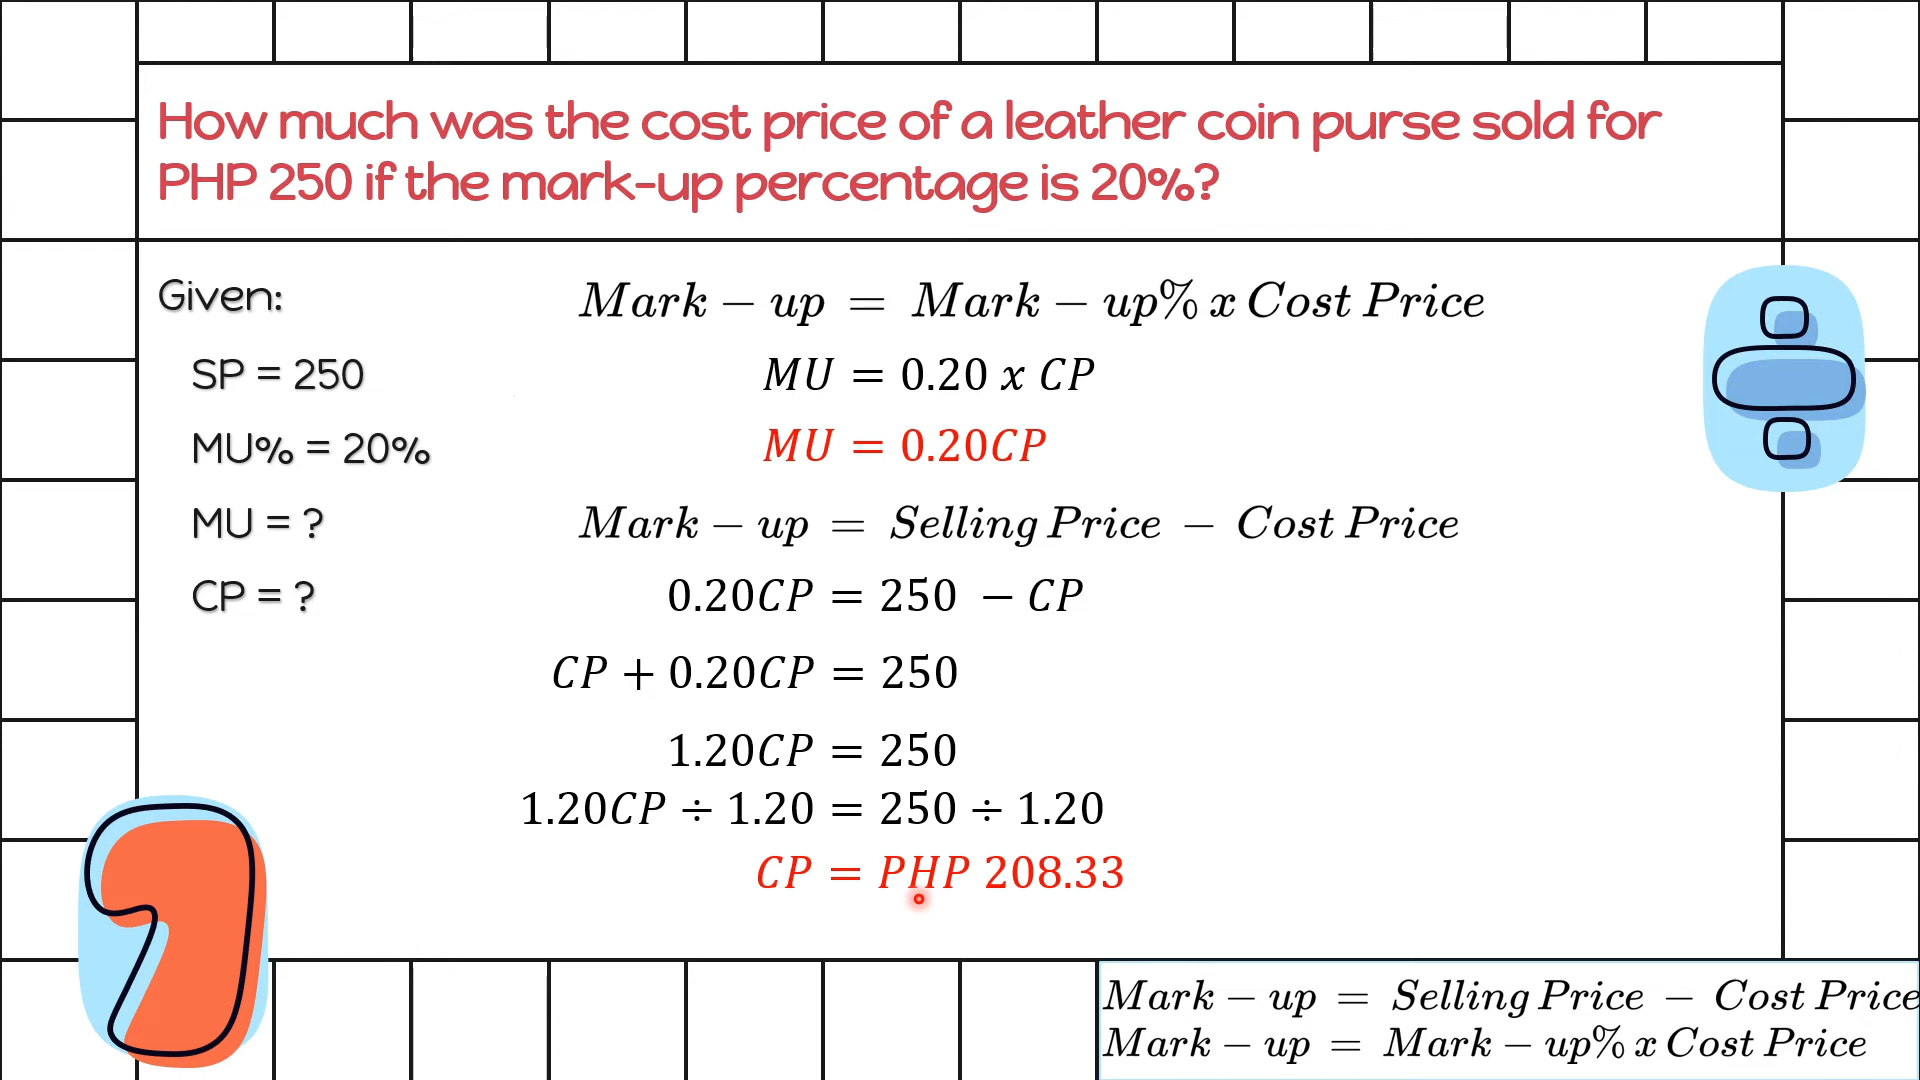 How much was the cost price of a leather coin purse sold for
PHP 250 if the mark-up percentage is 20%?
Given:
SP = 250
MU% = 20%
MU = ?
CP = ?
Mark − up = Mark − up% x Cost Price
MU = 0.20 x CP
MU = 0.20CP
Mark − up = Selling Price − Cost Price
0.20CP = 250 − CP
CP + 0.20CP = 250
1.20CP = 250
1.20CP ÷ 1.20 = 250 ÷ 1.20
CP = PHP 208.33
Mark − up = Selling Price − Cost Price
Mark − up = Mark − up% x Cost Price